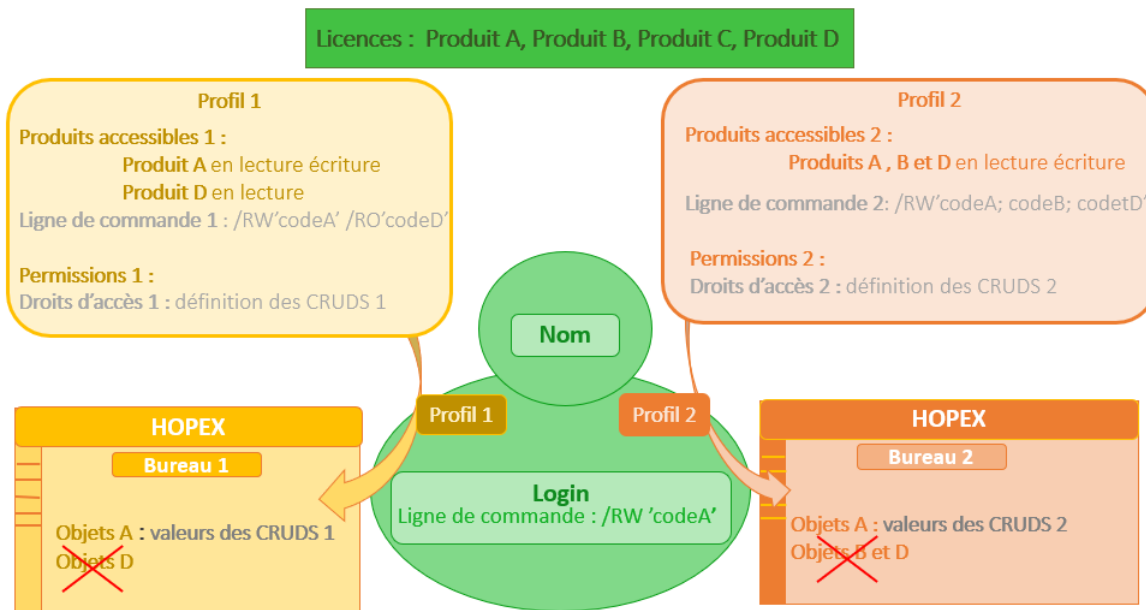 Licences : Produit A, Produit B, Produit C, Produit D
Profil 1
Produits accessibles 1 :
Produit A en lecture écriture
Produit D en lecture
Ligne de commande 1 : /RW'codeA' /RO'codeD'
Permissions 1 :
Droits d'accès 1 : définition des CRUDS 1
Profil 2
Produits accessibles 2 :
Produits A , B et D en lecture écriture
Ligne de commande 2: /RW'codeA; codeB; codetD'
Permissions 2 :
Droits d'accès 2 : définition des CRUDS 2
Nom
Profil 1
Profil 2
Login
Ligne de commande : /RW 'codeA'
HOPEX
Bureau 1
Objets A : valeurs des CRUDS 1
Objets D
HOPEX
Bureau 2
Objets A : valeurs des CRUDS 2
Objets B et D